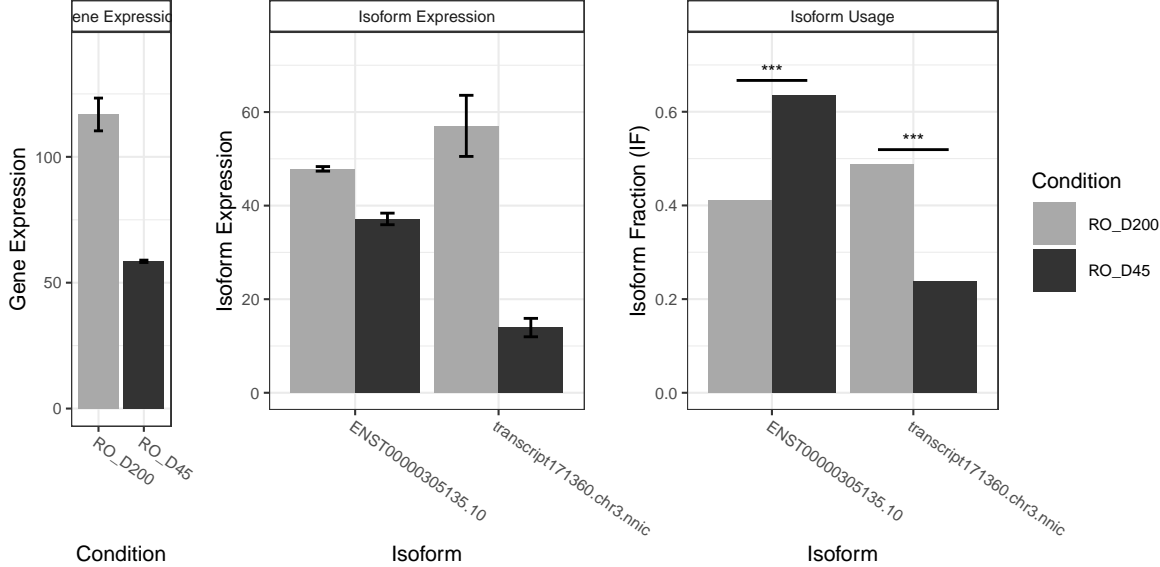 ene Expressio
Gene Expression
100
50
0
RO_D200
RO_D45
Condition
Isoform Expression
Isoform Expression
60
40
20
0
ENST00000305135.10
transcript171360.chr3.nnic
Isoform
Isoform Usage
Isoform Fraction (IF)
0.6
0.4
0.2
0.0
***
***
ENST00000305135.10
transcript171360.chr3.nnic
Isoform
Condition
RO_D200
RO_D45